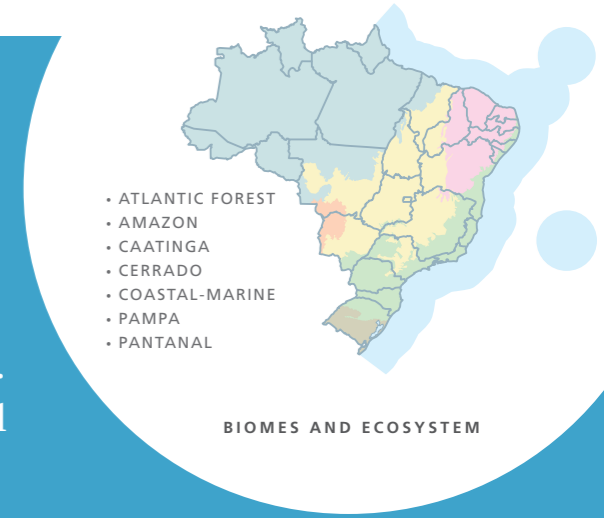 • ATLANTIC FOREST
• AMAZON
• CAATINGA
• CERRADO
• COASTAL-MARINE
• PAMPA
• PANTANAL
BIOMES AND ECOSYSTEM